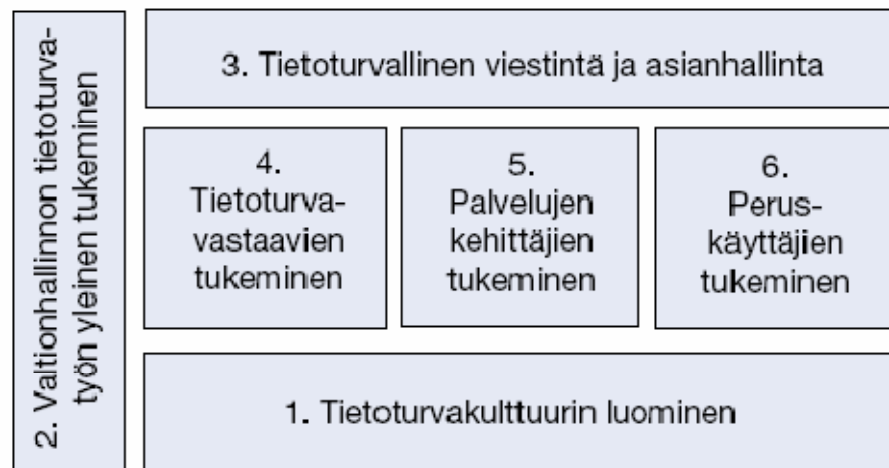 2. Valtionhallinnon tietoturva-
työn yleinen tukeminen
3. Tietoturvallinen viestintä ja asianhallinta
4.
Tietoturva-
vastaavien
tukeminen
5.
Palvelujen
kehittäjien
tukeminen
6.
Perus-
käyttäjien
tukeminen
1. Tietoturvakulttuurin luominen